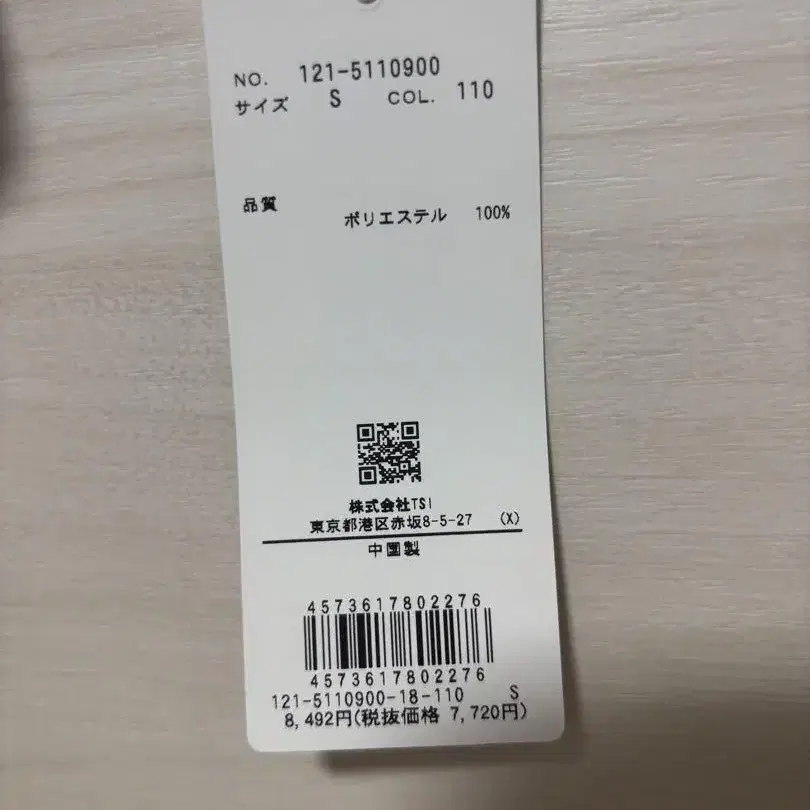 NO. 121-5110900
サイズ S COL. 110
品質
ポリエステル 100%
株式会社TSI
東京都港区赤坂8-5-27 (X)
中国製
4573617802276
4573617802276
121-5110900-18-110 S
8,492円(税抜価格 7,720円)